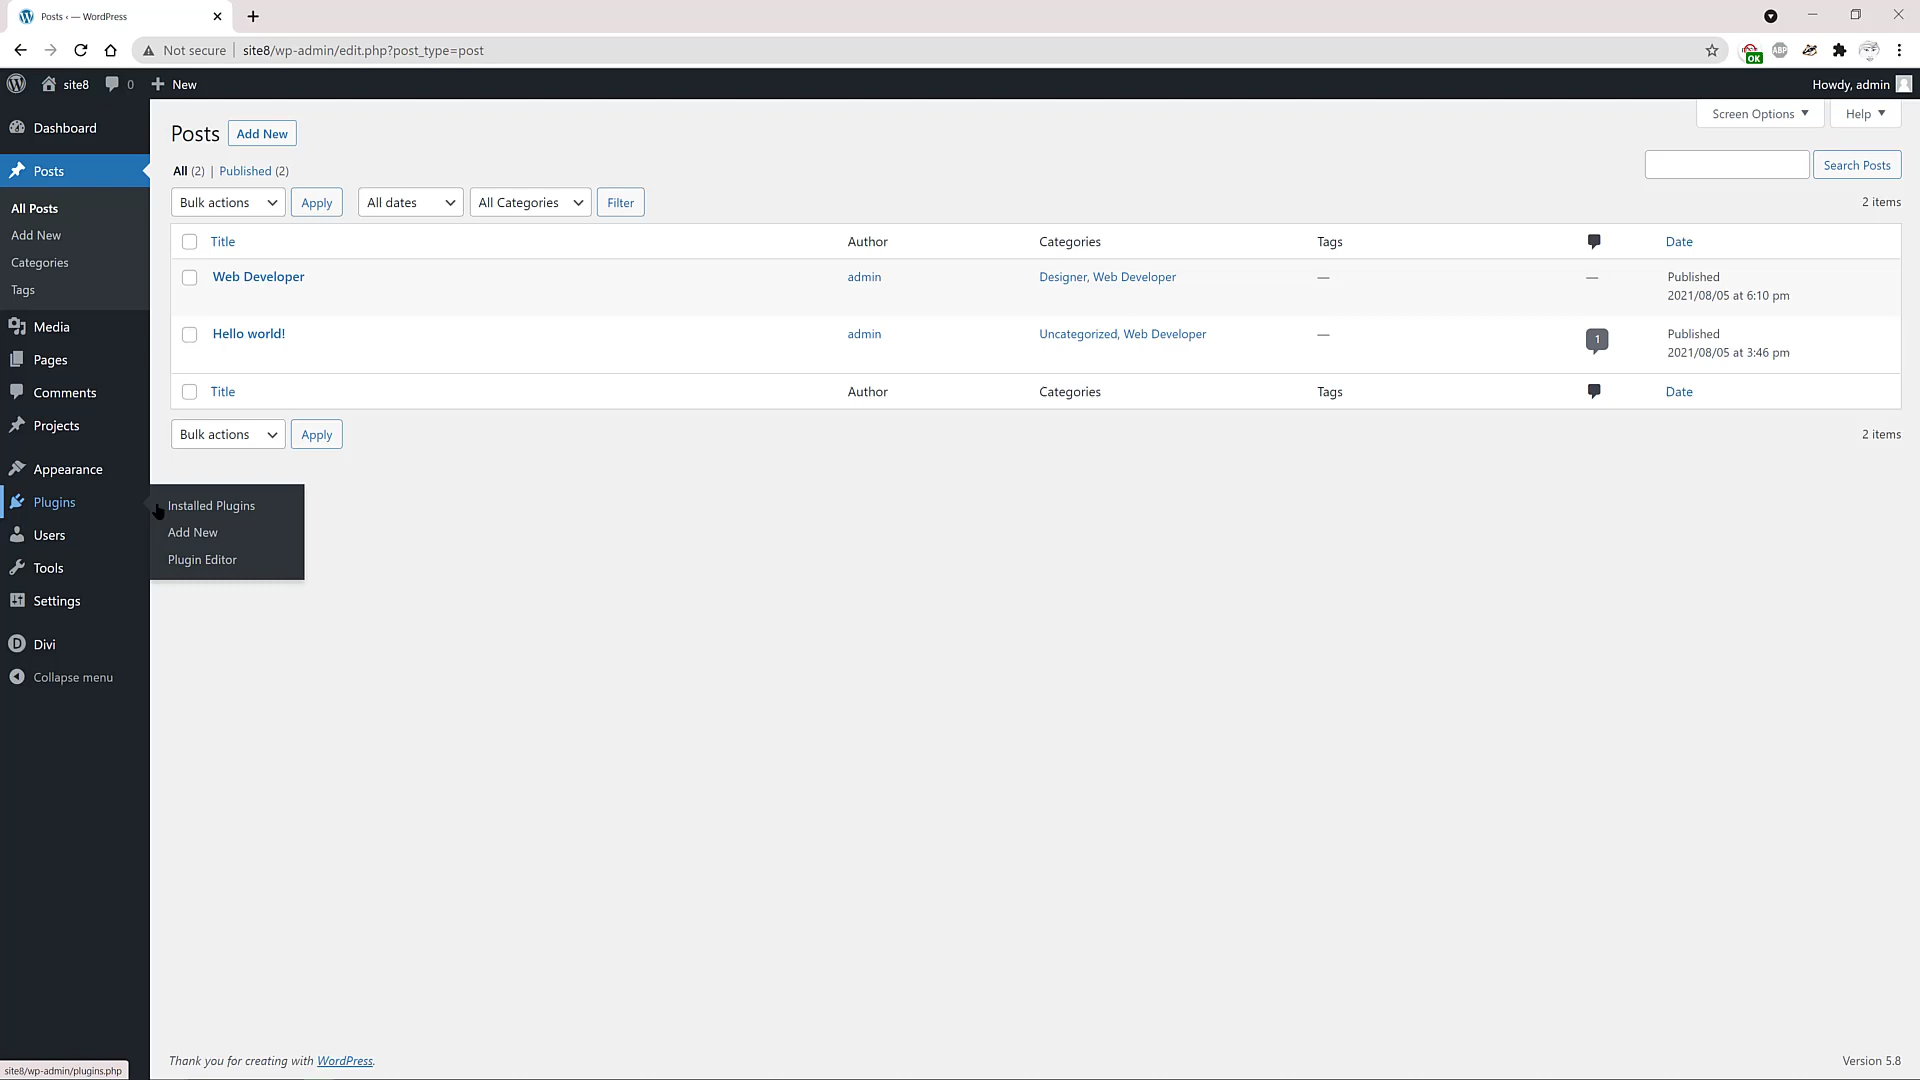 Posts ‹ — WordPress
Not secure
site8/wp-admin/edit.php?post_type=post
OK
ABP
site8
0
New
Howdy, admin
Dashboard
Posts
All Posts
Add New
Categories
Tags
Media
Pages
Comments
Projects
Appearance
Plugins
Users
Tools
Settings
Divi
Collapse menu
Installed Plugins
Add New
Plugin Editor
Posts
Add New
Screen Options
Help
All (2) | Published (2)
Search Posts
Bulk actions
Apply
All dates
All Categories
Filter
2 items
Title Author Categories Tags Date
Web Developer admin Designer, Web Developer — — Published
2021/08/05 at 6:10 pm
Hello world! admin Uncategorized, Web Developer — 1 Published
2021/08/05 at 3:46 pm
Title Author Categories Tags Date
Bulk actions
Apply
2 items
Thank you for creating with WordPress.
Version 5.8
site8/wp-admin/plugins.php